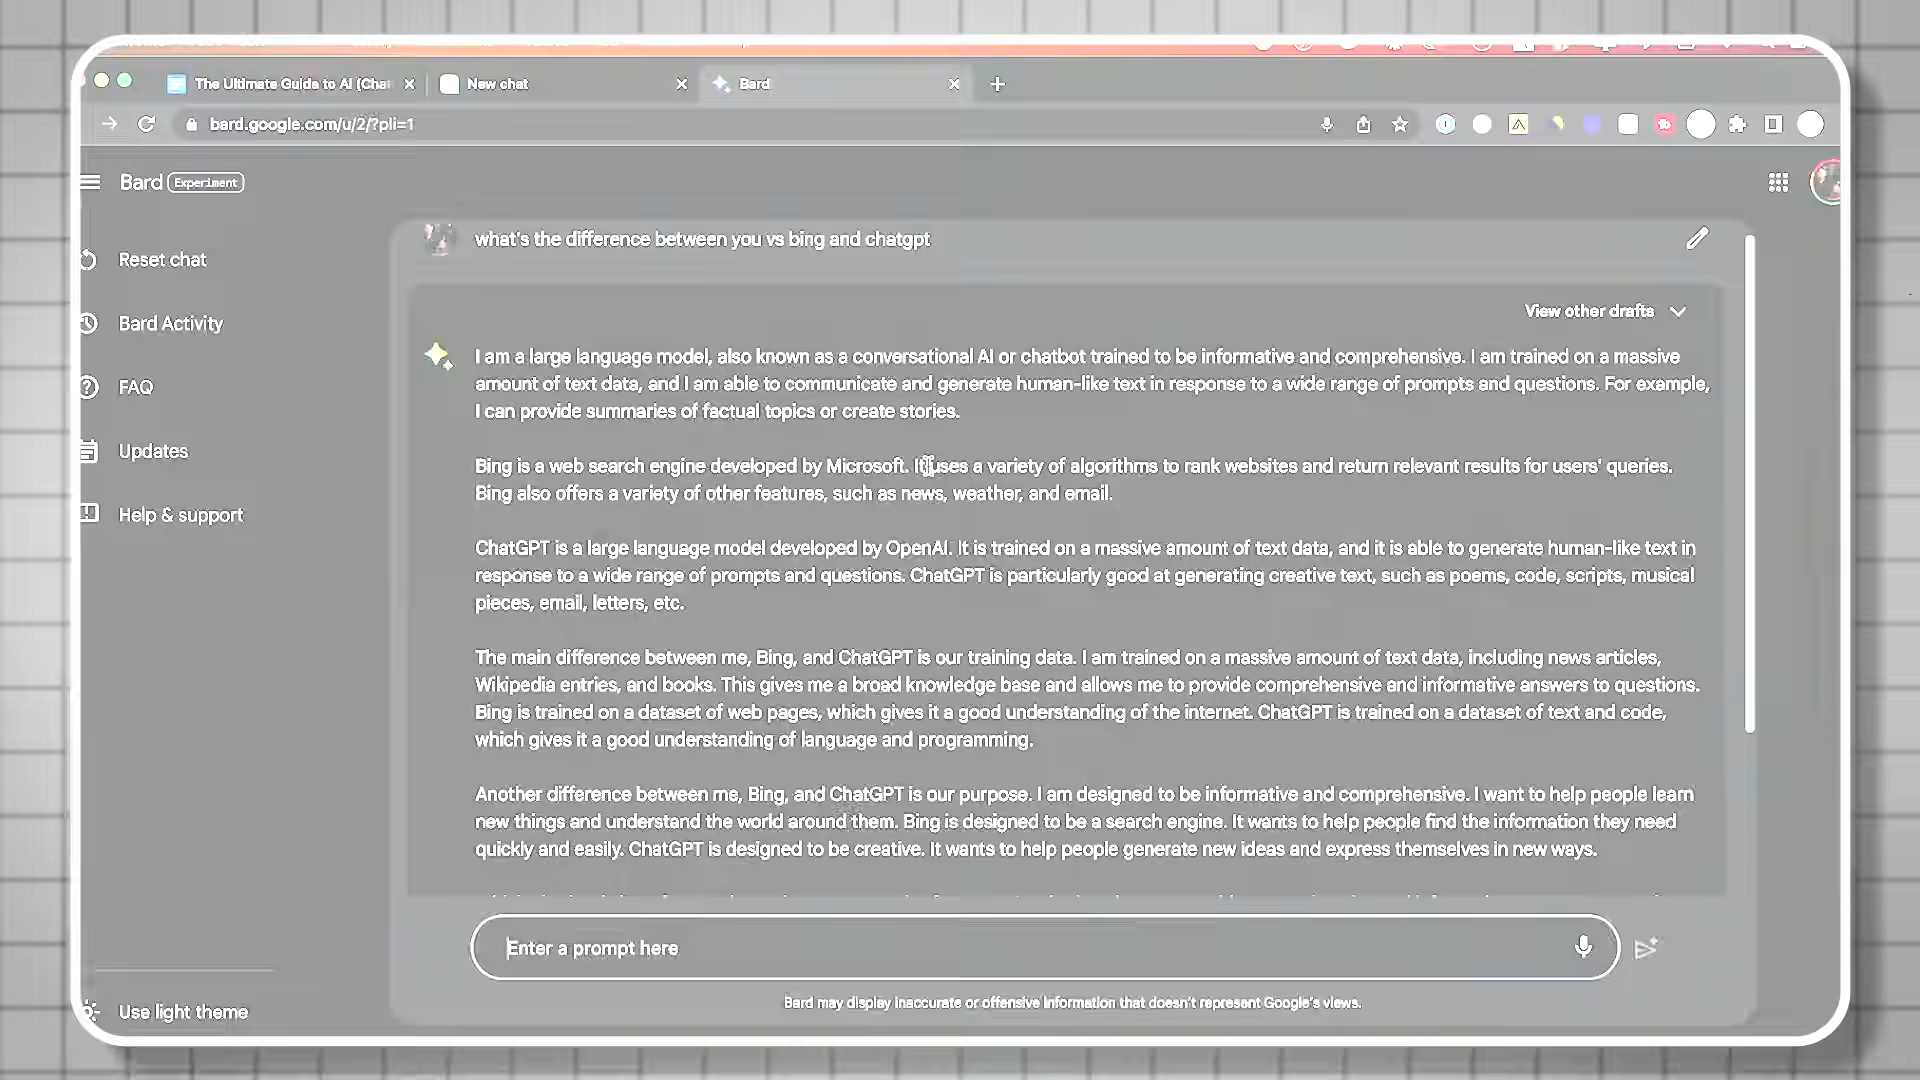 The Ultimate Guide to AI (Chat
New chat
Bard
bard.google.com/u/2/?pli=1
Bard Experiment
Reset chat
Bard Activity
FAQ
Updates
Help & support
Use light theme
what's the difference between you vs bing and chatgpt
View other drafts
I am a large language model, also known as a conversational AI or chatbot trained to be informative and comprehensive. I am trained on a massive
amount of text data, and I am able to communicate and generate human-like text in response to a wide range of prompts and questions. For example,
I can provide summaries of factual topics or create stories.
Bing is a web search engine developed by Microsoft. It uses a variety of algorithms to rank websites and return relevant results for users' queries.
Bing also offers a variety of other features, such as news, weather, and email.
ChatGPT is a large language model developed by OpenAI. It is trained on a massive amount of text data, and it is able to generate human-like text in
response to a wide range of prompts and questions. ChatGPT is particularly good at generating creative text, such as poems, code, scripts, musical
pieces, email, letters, etc.
The main difference between me, Bing, and ChatGPT is our training data. I am trained on a massive amount of text data, including news articles,
Wikipedia entries, and books. This gives me a broad knowledge base and allows me to provide comprehensive and informative answers to questions.
Bing is trained on a dataset of web pages, which gives it a good understanding of the internet. ChatGPT is trained on a dataset of text and code,
which gives it a good understanding of language and programming.
Another difference between me, Bing, and ChatGPT is our purpose. I am designed to be informative and comprehensive. I want to help people learn
new things and understand the world around them. Bing is designed to be a search engine. It wants to help people find the information they need
quickly and easily. ChatGPT is designed to be creative. It wants to help people generate new ideas and express themselves in new ways.
Enter a prompt here
Bard may display inaccurate or offensive information that doesn't represent Google's views.